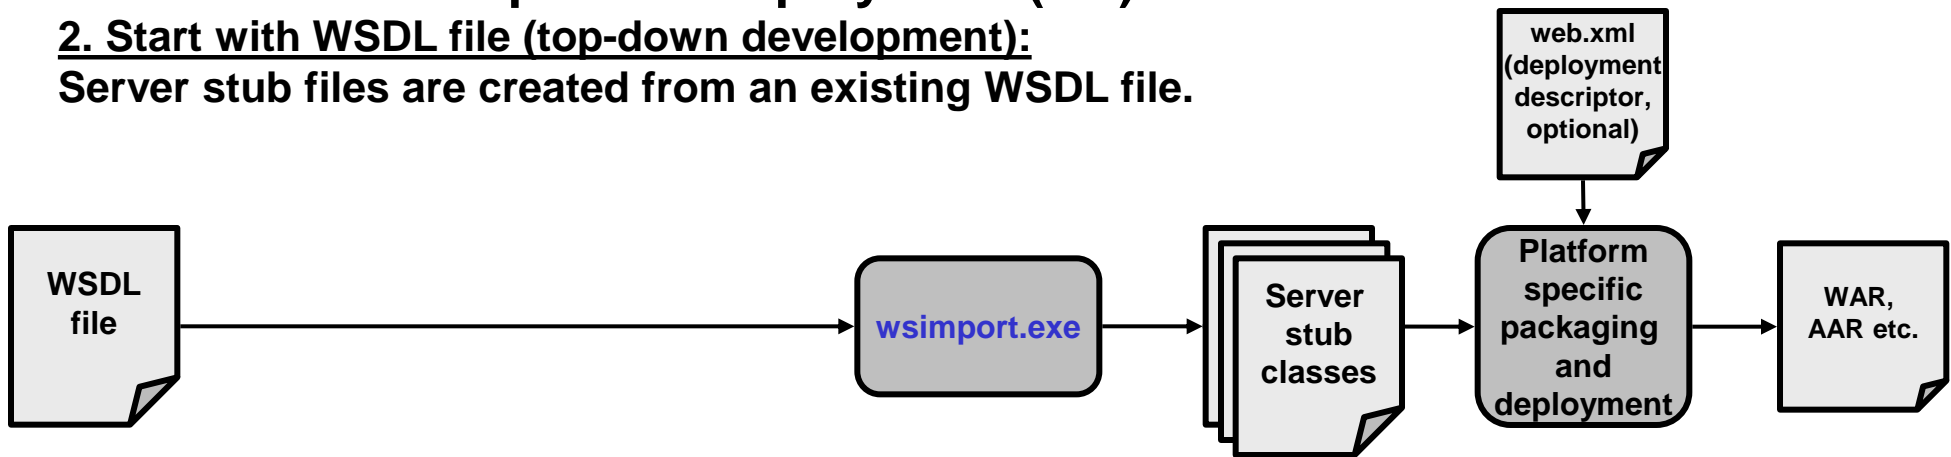 2. Start with WSDL file (top-down development):
Server stub files are created from an existing WSDL file.
web.xml
(deployment
descriptor,
optional)
WSDL
file
wsimport.exe
Server
stub
classes
Platform
specific
packaging
and
deployment
WAR,
AAR etc.